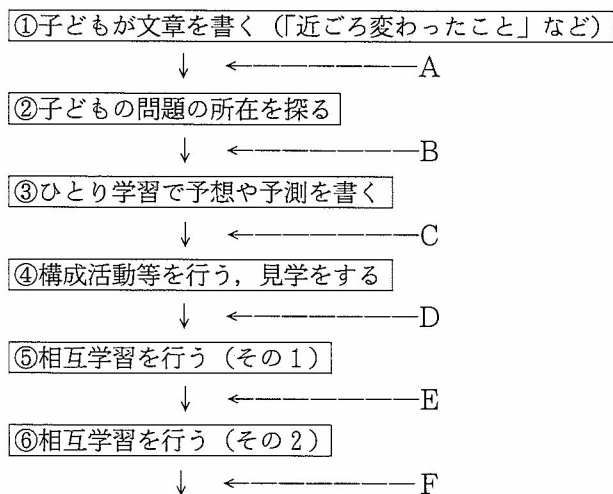 ①子どもが文章を書く（「近ごろ変わったこと」など）
↓ ←―――――A
②子どもの問題の所在を探る
↓ ←―――――B
③ひとり学習で予想や予測を書く
↓ ←―――――C
④構成活動等を行う，見学をする
↓ ←―――――D
⑤相互学習を行う（その1）
↓ ←―――――E
⑥相互学習を行う（その2）
↓ ←―――――F